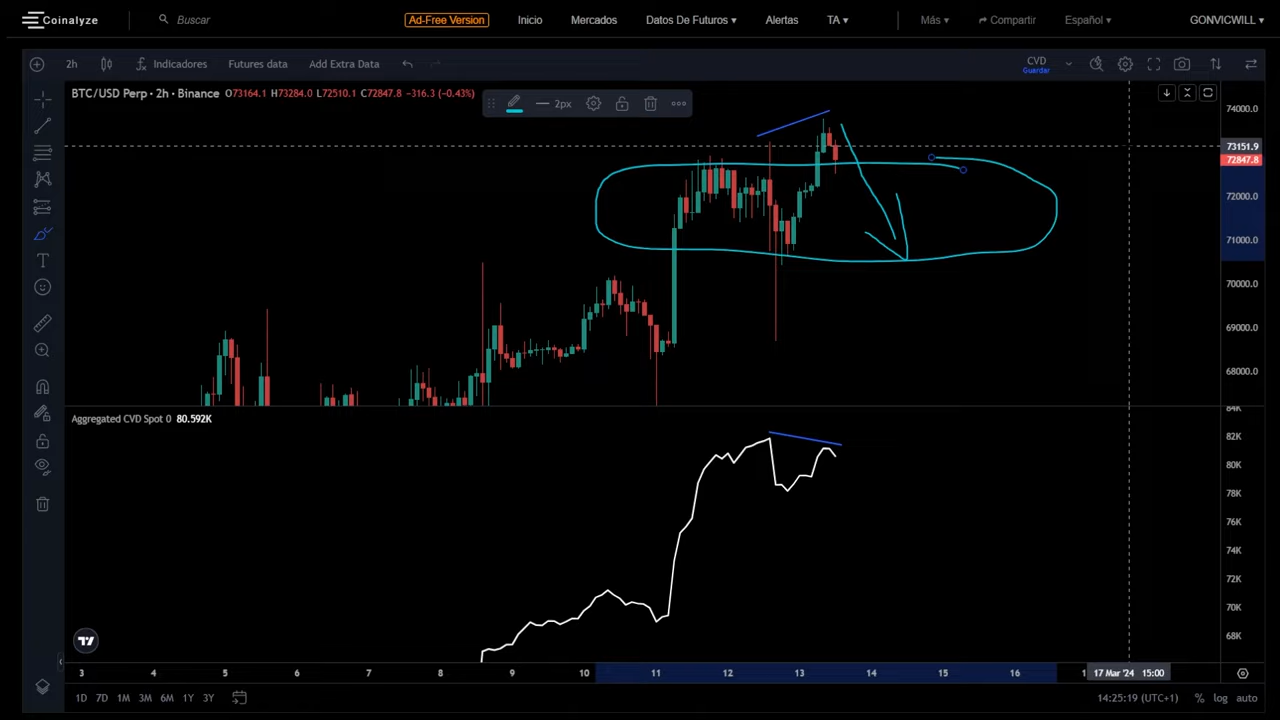 Coinalyze
Buscar
Ad-Free Version
Inicio
Mercados
Datos De Futuros ▾
Alertas
TA ▾
Más ▾
Compartir
Español ▾
GONVICWILL ▾
2h
Indicadores
Futures data
Add Extra Data
CVD
Guardar
BTC/USD Perp • 2h • Binance O73164.1 H73284.0 L72510.1 C72847.8 -316.3 (-0.43%)
2px
74000.0
73151.9
72847.8
72000.0
71000.0
70000.0
69000.0
68000.0
Aggregated CVD Spot 0 80.592K
84K
82K
80K
78K
76K
74K
72K
70K
68K
3 4 5 6 7 8 9 10 11 12 13 14 15 16 17 Mar '24 15:00
1D 7D 1M 3M 6M 1Y 3Y
14:25:19 (UTC+1) % log auto